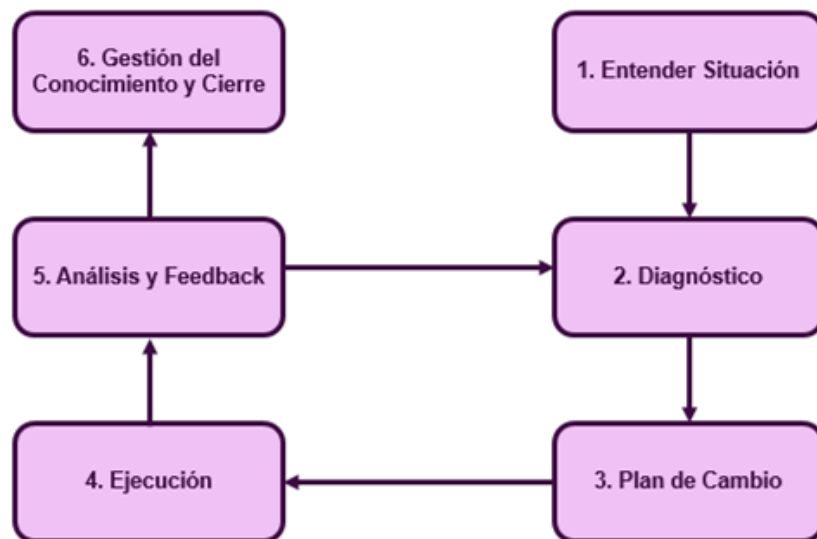 6. Gestión del
Conocimiento y Cierre
1. Entender Situación
5. Análisis y Feedback
2. Diagnóstico
4. Ejecución
3. Plan de Cambio